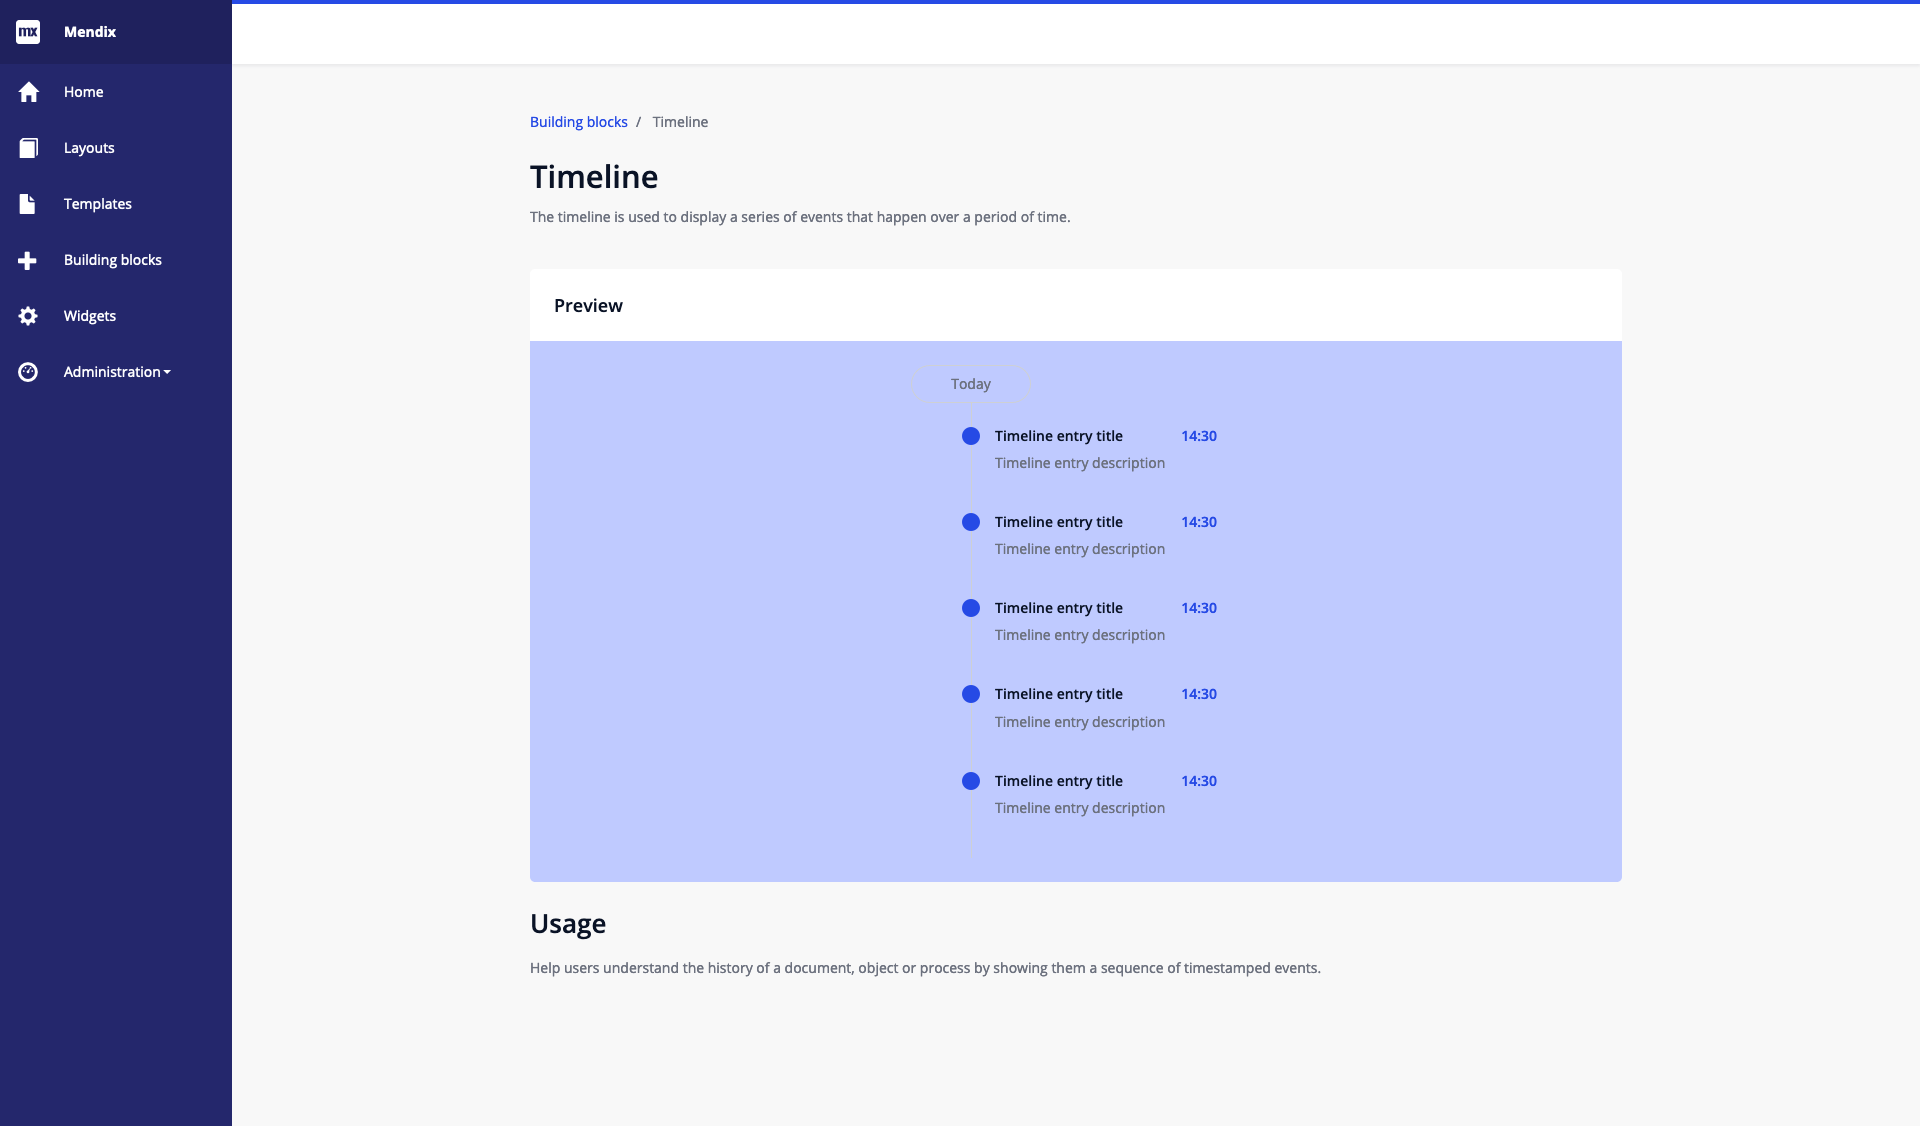 mx Mendix
Home
Layouts
Templates
Building blocks
Widgets
Administration
Building blocks / Timeline
Timeline
The timeline is used to display a series of events that happen over a period of time.
Preview
Today
Timeline entry title 14:30
Timeline entry description
Timeline entry title 14:30
Timeline entry description
Timeline entry title 14:30
Timeline entry description
Timeline entry title 14:30
Timeline entry description
Timeline entry title 14:30
Timeline entry description
Usage
Help users understand the history of a document, object or process by showing them a sequence of timestamped events.